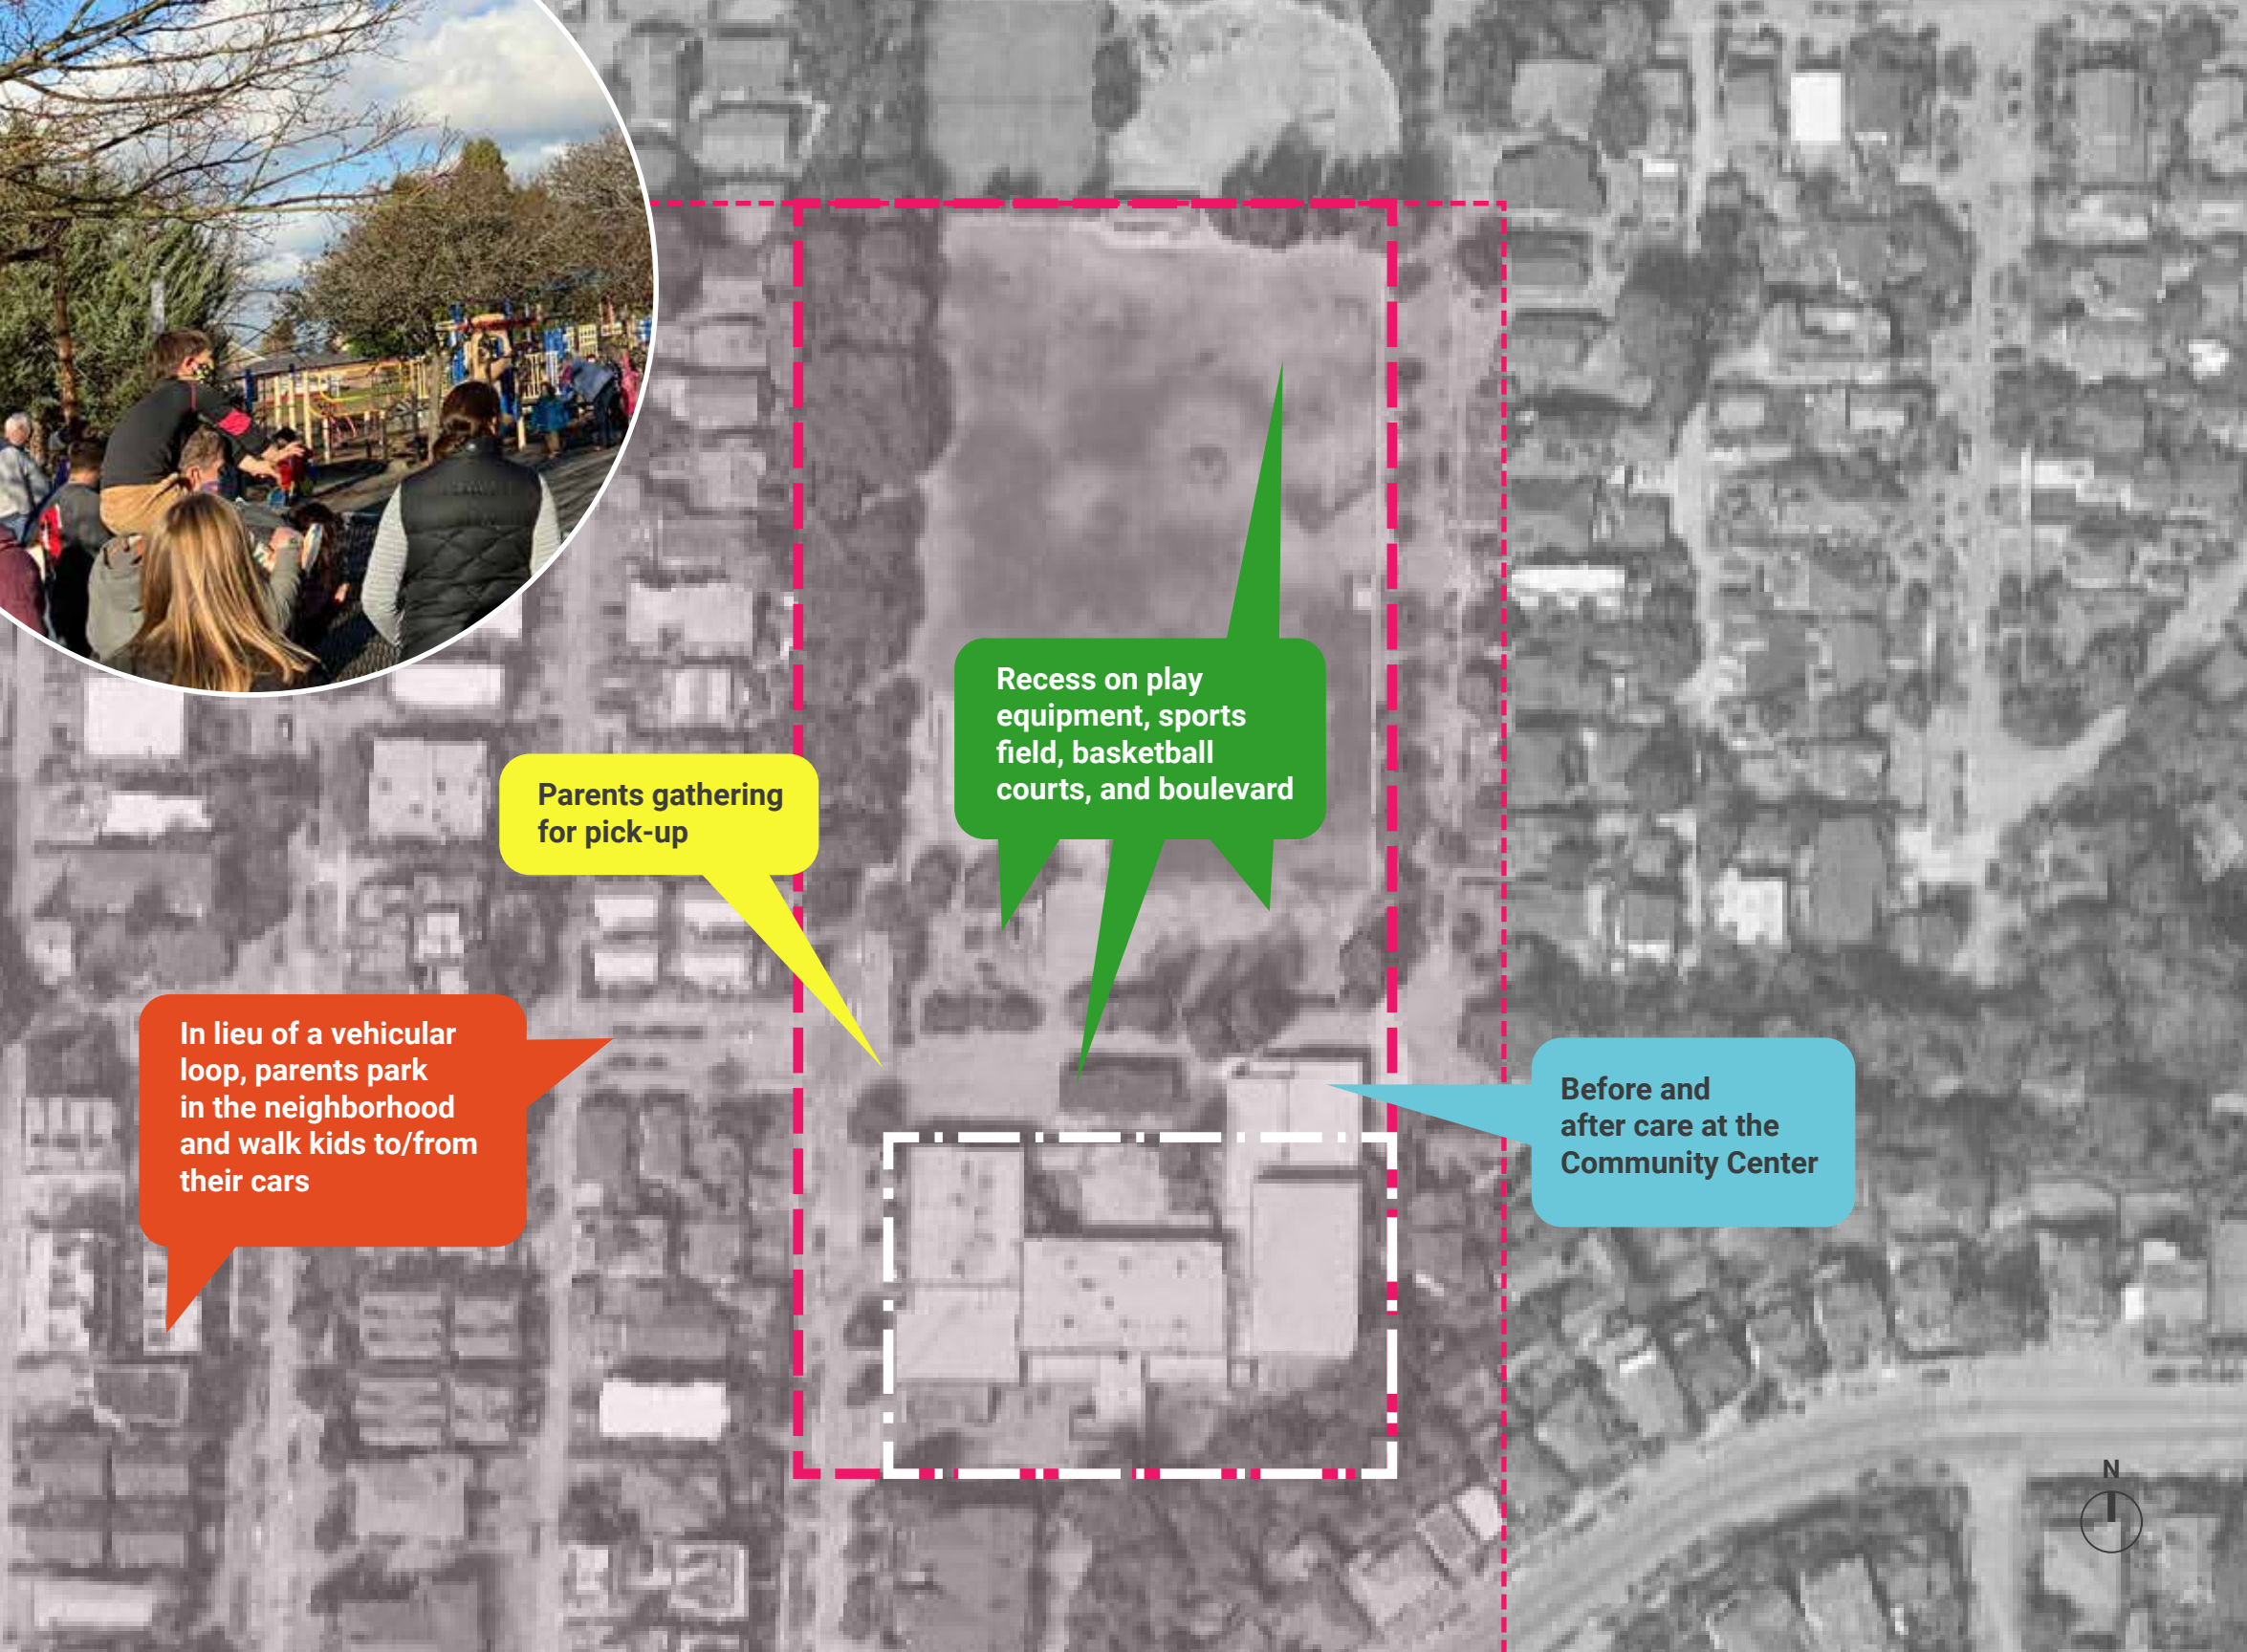 Recess on play
equipment, sports
field, basketball
courts, and boulevard
Parents gathering
for pick-up
In lieu of a vehicular
loop, parents park
in the neighborhood
and walk kids to/from
their cars
Before and
after care at the
Community Center
N